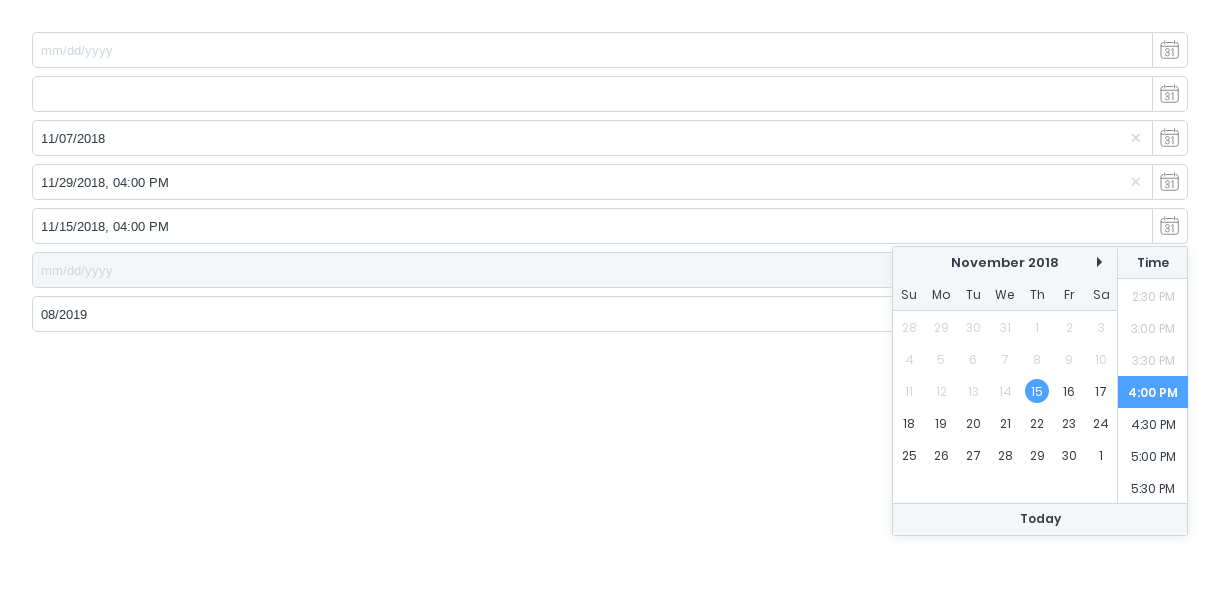 mm/dd/yyyy
31
31
11/07/2018 × 31
11/29/2018, 04:00 PM × 31
11/15/2018, 04:00 PM 31
mm/dd/yyyy
08/2019
November 2018
Su Mo Tu We Th Fr Sa
28 29 30 31 1 2 3
4 5 6 7 8 9 10
11 12 13 14 15 16 17
18 19 20 21 22 23 24
25 26 27 28 29 30 1
Time
2:30 PM
3:00 PM
3:30 PM
4:00 PM
4:30 PM
5:00 PM
5:30 PM
Today